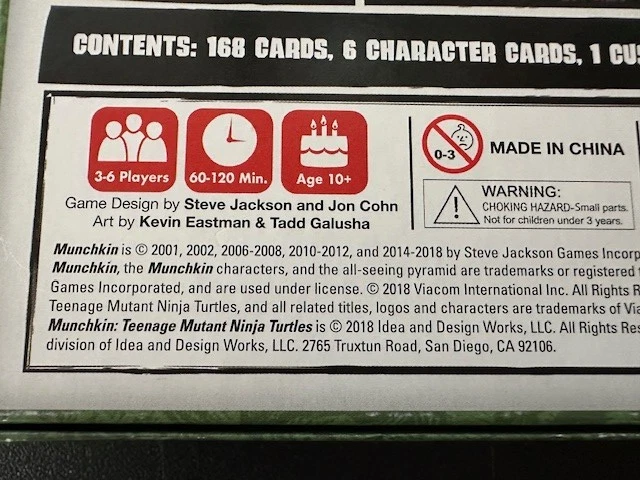 CONTENTS: 168 CARDS, 6 CHARACTER CARDS, 1
3-6 Players
60-120 Min.
Age 10+
0-3
MADE IN CHINA
WARNING:
CHOKING HAZARD-Small parts.
Not for children under 3 years.
Game Design by Steve Jackson and Jon Cohn
Art by Kevin Eastman & Tadd Galusha
Munchkin is © 2001, 2002, 2006-2008, 2010-2012, and 2014-2018 by Steve Jackson Games
Munchkin, the Munchkin characters, and the all-seeing pyramid are trademarks or registered
Games Incorporated, and are used under license. © 2018 Viacom International Inc. All
Teenage Mutant Ninja Turtles, and all related titles, logos and characters are trademarks of
Munchkin: Teenage Mutant Ninja Turtles is © 2018 Idea and Design Works, LLC. All Rights
division of Idea and Design Works, LLC. 2765 Truxtun Road, San Diego, CA 92106.